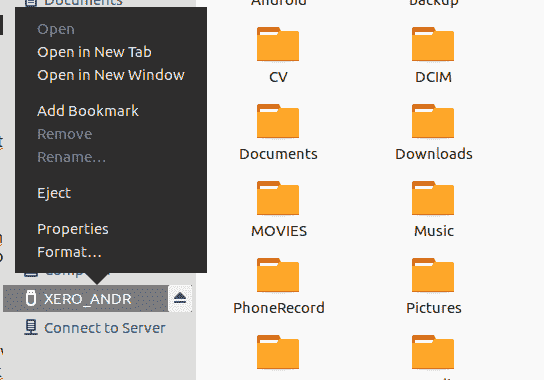 Documents
Open
Open in New Tab
Open in New Window
Add Bookmark
Remove
Rename...
Eject
Properties
Format...
XERO_ANDR
Connect to Server
Android
Backup
CV
DCIM
Documents
Downloads
MOVIES
Music
PhoneRecord
Pictures